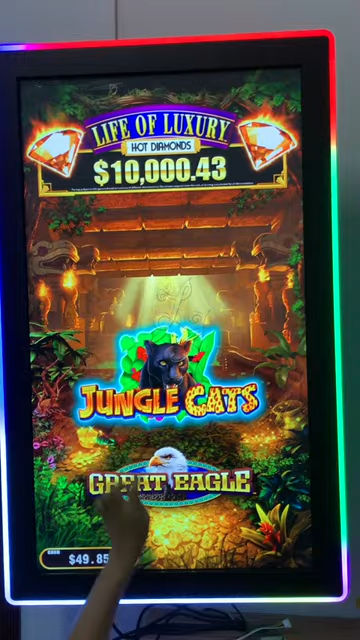 LIFE OF LUXURY
HOT DIAMONDS
$10,000.43
JUNGLE CATS
GREAT EAGLE
$49.85